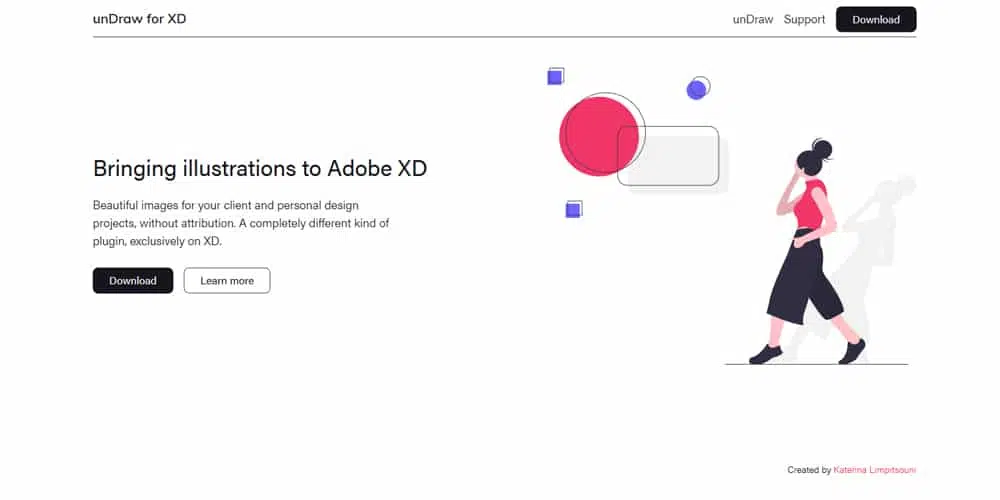 unDraw for XD
unDraw Support Download
Bringing illustrations to Adobe XD
Beautiful images for your client and personal design
projects, without attribution. A completely different kind of
plugin, exclusively on XD.
Download Learn more
Created by Katerina Limpitsouni